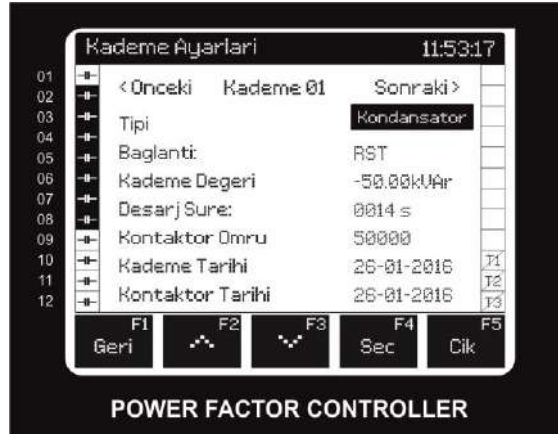 Kademe Ayarlari 11:53:17
<Onceki Kademe 01 Sonraki>
Tipi Kondansator
Baglanti: RST
Kademe Degeri -50.00kVAr
Desarj Sure: 0014 s
Kontaktor Omru 50000
Kademe Tarihi 26-01-2016
Kontaktor Tarihi 26-01-2016
01
02
03
04
05
06
07
08
09
10
11
12
T1
T2
T3
F1 F2 F3 F4 F5
Geri Sec Cik
POWER FACTOR CONTROLLER